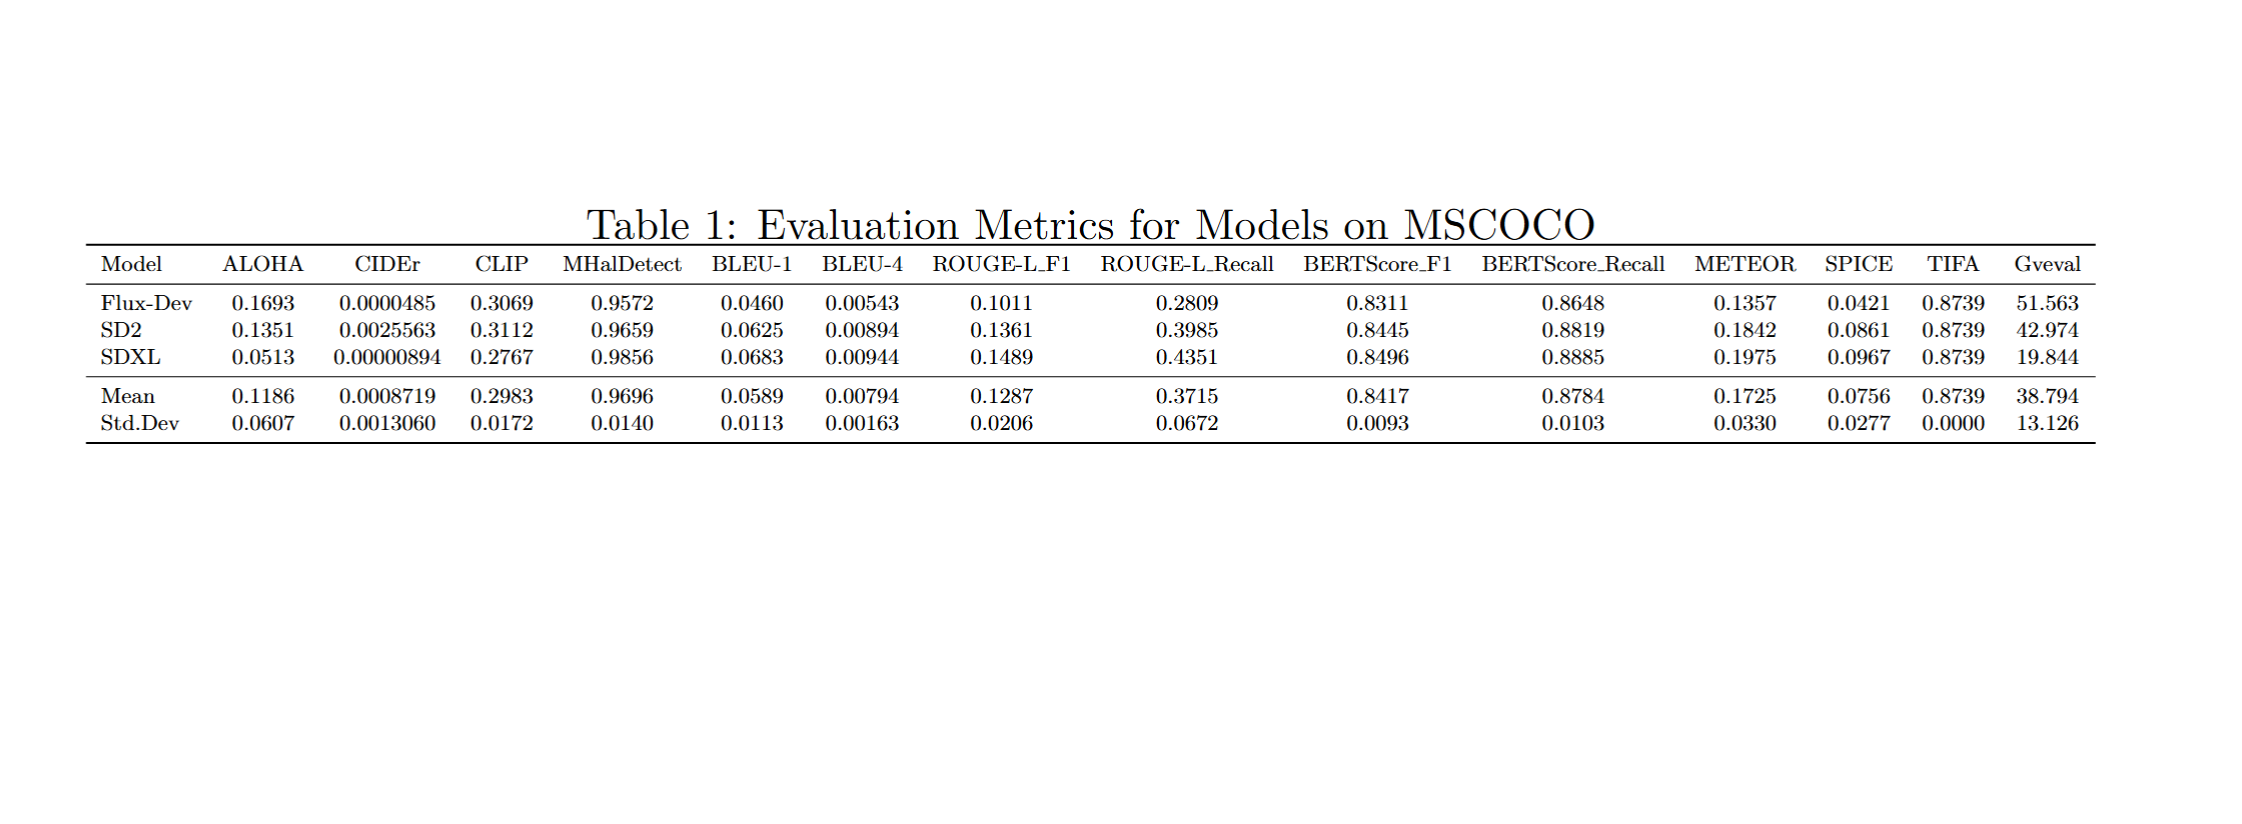 Table 1: Evaluation Metrics for Models on MSCOCO
Model ALOHA CIDEr CLIP MHalDetect BLEU-1 BLEU-4 ROUGE-L_F1 ROUGE-L_Recall BERTScore_F1 BERTScore_Recall METEOR SPICE TIFA Gveval
Flux-Dev 0.1693 0.0000485 0.3069 0.9572 0.0460 0.00543 0.1011 0.2809 0.8311 0.8648 0.1357 0.0421 0.8739 51.563
SD2 0.1351 0.0025563 0.3112 0.9659 0.0625 0.00894 0.1361 0.3985 0.8445 0.8819 0.1842 0.0861 0.8739 42.974
SDXL 0.0513 0.00000894 0.2767 0.9856 0.0683 0.00944 0.1489 0.4351 0.8496 0.8885 0.1975 0.0967 0.8739 19.844
Mean 0.1186 0.0008719 0.2983 0.9696 0.0589 0.00794 0.1287 0.3715 0.8417 0.8784 0.1725 0.0756 0.8739 38.794
Std.Dev 0.0607 0.0013060 0.0172 0.0140 0.0113 0.00163 0.0206 0.0672 0.0093 0.0103 0.0330 0.0277 0.0000 13.126